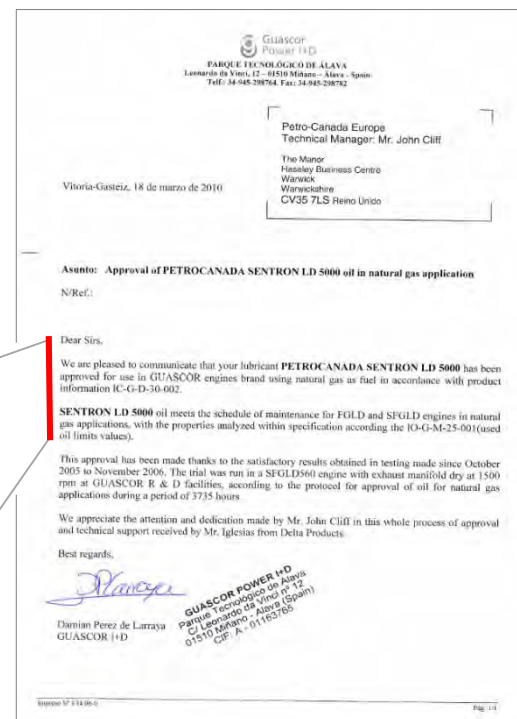 Guascor
Power I+D
PARQUE TECNOLÓGICO DE ÁLAVA
Leonardo da Vinci, 12 – 01510 Miñano – Álava - Spain
Telf.: 34-945-298764. Fax: 34-945-298782
Petro-Canada Europe
Technical Manager: Mr. John Cliff
The Manor
Haseley Business Centre
Warwick
Warwickshire
CV35 7LS Reino Unido
Vitoria-Gasteiz, 18 de marzo de 2010
Asunto: Approval of PETROCANADA SENTRON LD 5000 oil in natural gas application
N/Ref.:
Dear Sirs,
We are pleased to communicate that your lubricant PETROCANADA SENTRON LD 5000 has been
approved for use in GUASCOR engines brand using natural gas as fuel in accordance with product
information IC-G-D-30-002.
SENTRON LD 5000 oil meets the schedule of maintenance for FGLD and SFGLD engines in natural
gas applications, with the properties analyzed within specification according the IO-G-M-25-001(used
oil limits values).
This approval has been made thanks to the satisfactory results obtained in testing made since October
2005 to November 2006. The trial was run in a SFGLD560 engine with exhaust manifold dry at 1500
rpm at GUASCOR R & D facilities, according to the protocol for approval of oil for natural gas
applications during a period of 3735 hours.
We appreciate the attention and dedication made by Mr. John Cliff in this whole process of approval
and technical support received by Mr. Iglesias from Delta Products.
Best regards,
GUASCOR POWER I+D
Parque Tecnológico de Alava
C/ Leonardo da Vinci nº 12
01510 Miñano - Alava (Spain)
CIF: A - 01163765
Damian Perez de Larraya
GUASCOR I+D
Pág. 1/1